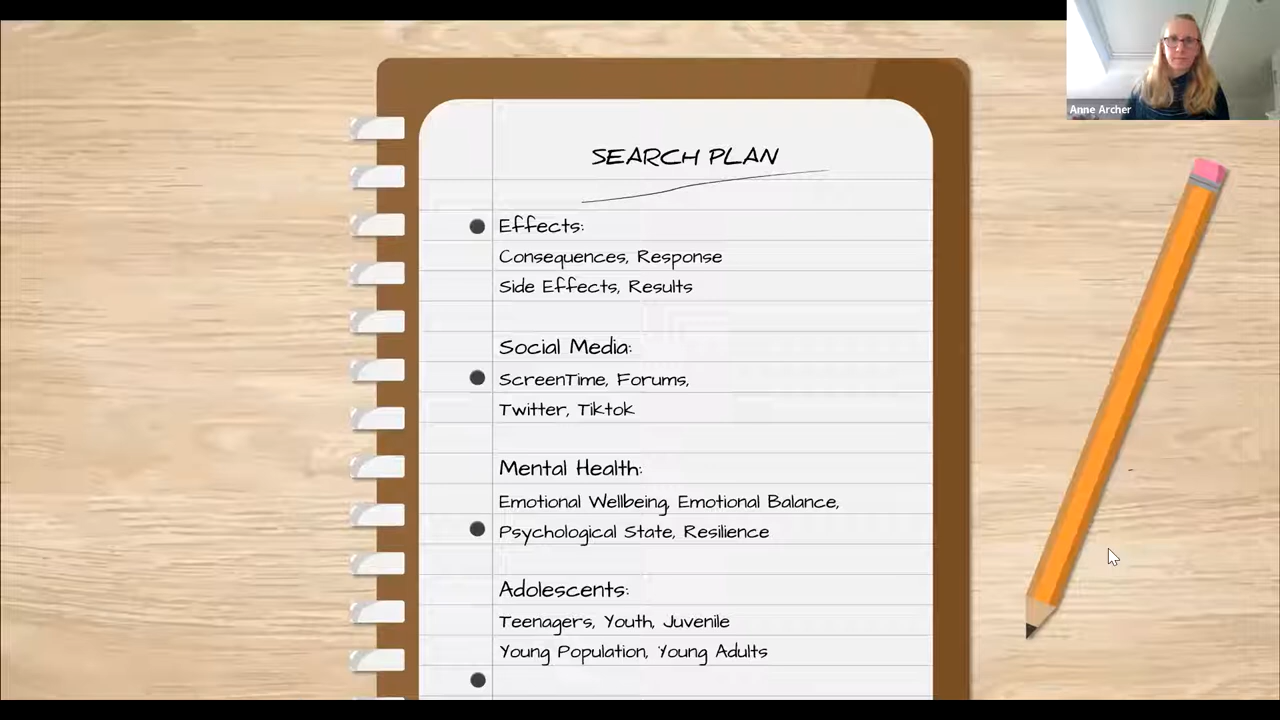 Anne Archer
SEARCH PLAN
Effects:
Consequences, Response
Side Effects, Results
Social Media:
ScreenTime, Forums,
Twitter, Tiktok
Mental Health:
Emotional Wellbeing, Emotional Balance,
Psychological State, Resilience
Adolescents:
Teenagers, Youth, Juvenile
Young Population, Young Adults